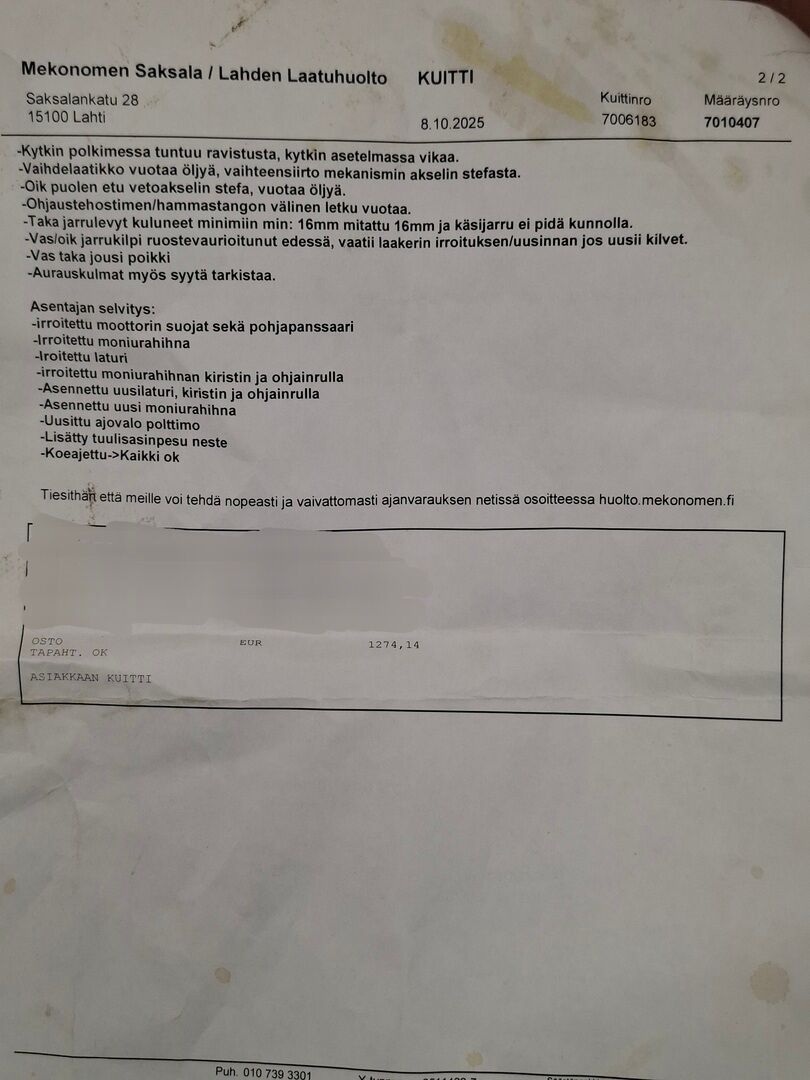 Mekonomen Saksala / Lahden Laatuhuolto KUITTI 2 / 2
Saksalankatu 28 Kuittinro Määräysnro
15100 Lahti 8.10.2025 7006183 7010407
-Kytkin polkimessa tuntuu ravistusta, kytkin asetelmassa vikaa.
-Vaihdelaatikko vuotaa öljyä, vaihteensiirto mekanismin akselin stefasta.
-Oik puolen etu vetoakselin stefa, vuotaa öljyä.
-Ohjaustehostimen/hammastangon välinen letku vuotaa.
-Taka jarrulevyt kuluneet minimiin min: 16mm mitattu 16mm ja käsijarru ei pidä kunnolla.
-Vas/oik jarrukilpi ruostevaurioitunut edessä, vaatii laakerin irroituksen/uusinnan jos uusii kilvet.
-Vas taka jousi poikki
-Aurauskulmat myös syytä tarkistaa.
Asentajan selvitys:
-irroitettu moottorin suojat sekä pohjapanssaari
-Irroitettu moniurahihna
-Iroitettu laturi
-irroitettu moniurahihnan kiristin ja ohjainrulla
-Asennettu uusilaturi, kiristin ja ohjainrulla
-Asennettu uusi moniurahihna
-Uusittu ajovalo polttimo
-Lisätty tuulisasinpesu neste
-Koeajettu->Kaikki ok
Tiesithän että meille voi tehdä nopeasti ja vaivattomasti ajanvarauksen netissä osoitteessa huolto.mekonomen.fi
OSTO EUR 1274,14
TAPAHT. OK
ASIAKKAAN KUITTI
Puh. 010 739 3301